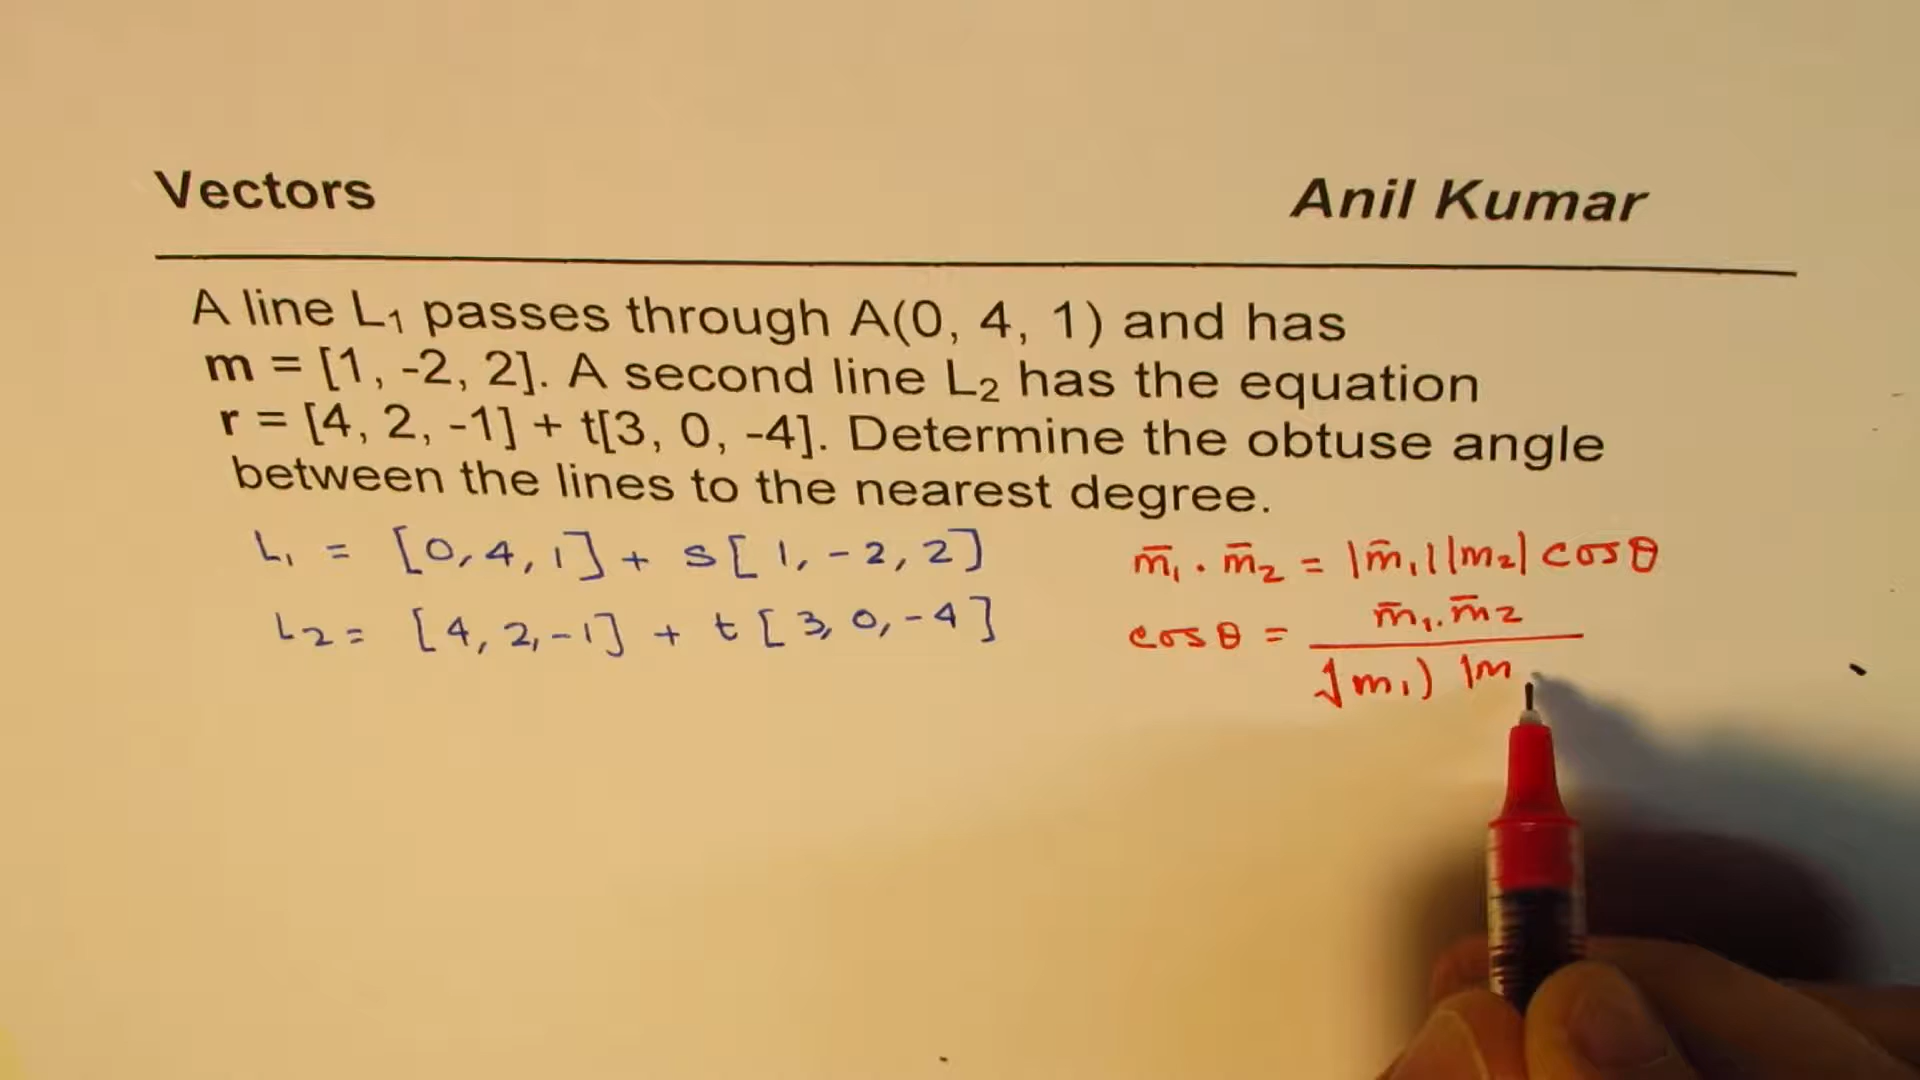 Vectors Anil Kumar
A line L₁ passes through A(0, 4, 1) and has
m = [1, -2, 2]. A second line L₂ has the equation
r = [4, 2, -1] + t[3, 0, -4]. Determine the obtuse angle
between the lines to the nearest degree.
L₁ = [0, 4, 1] + s[1, -2, 2]
L₂ = [4, 2, -1] + t[3, 0, -4]
m̄₁ · m̄₂ = |m̄₁||m₂| cosθ
cosθ = m̄₁ · m̄₂
|m₁| |m